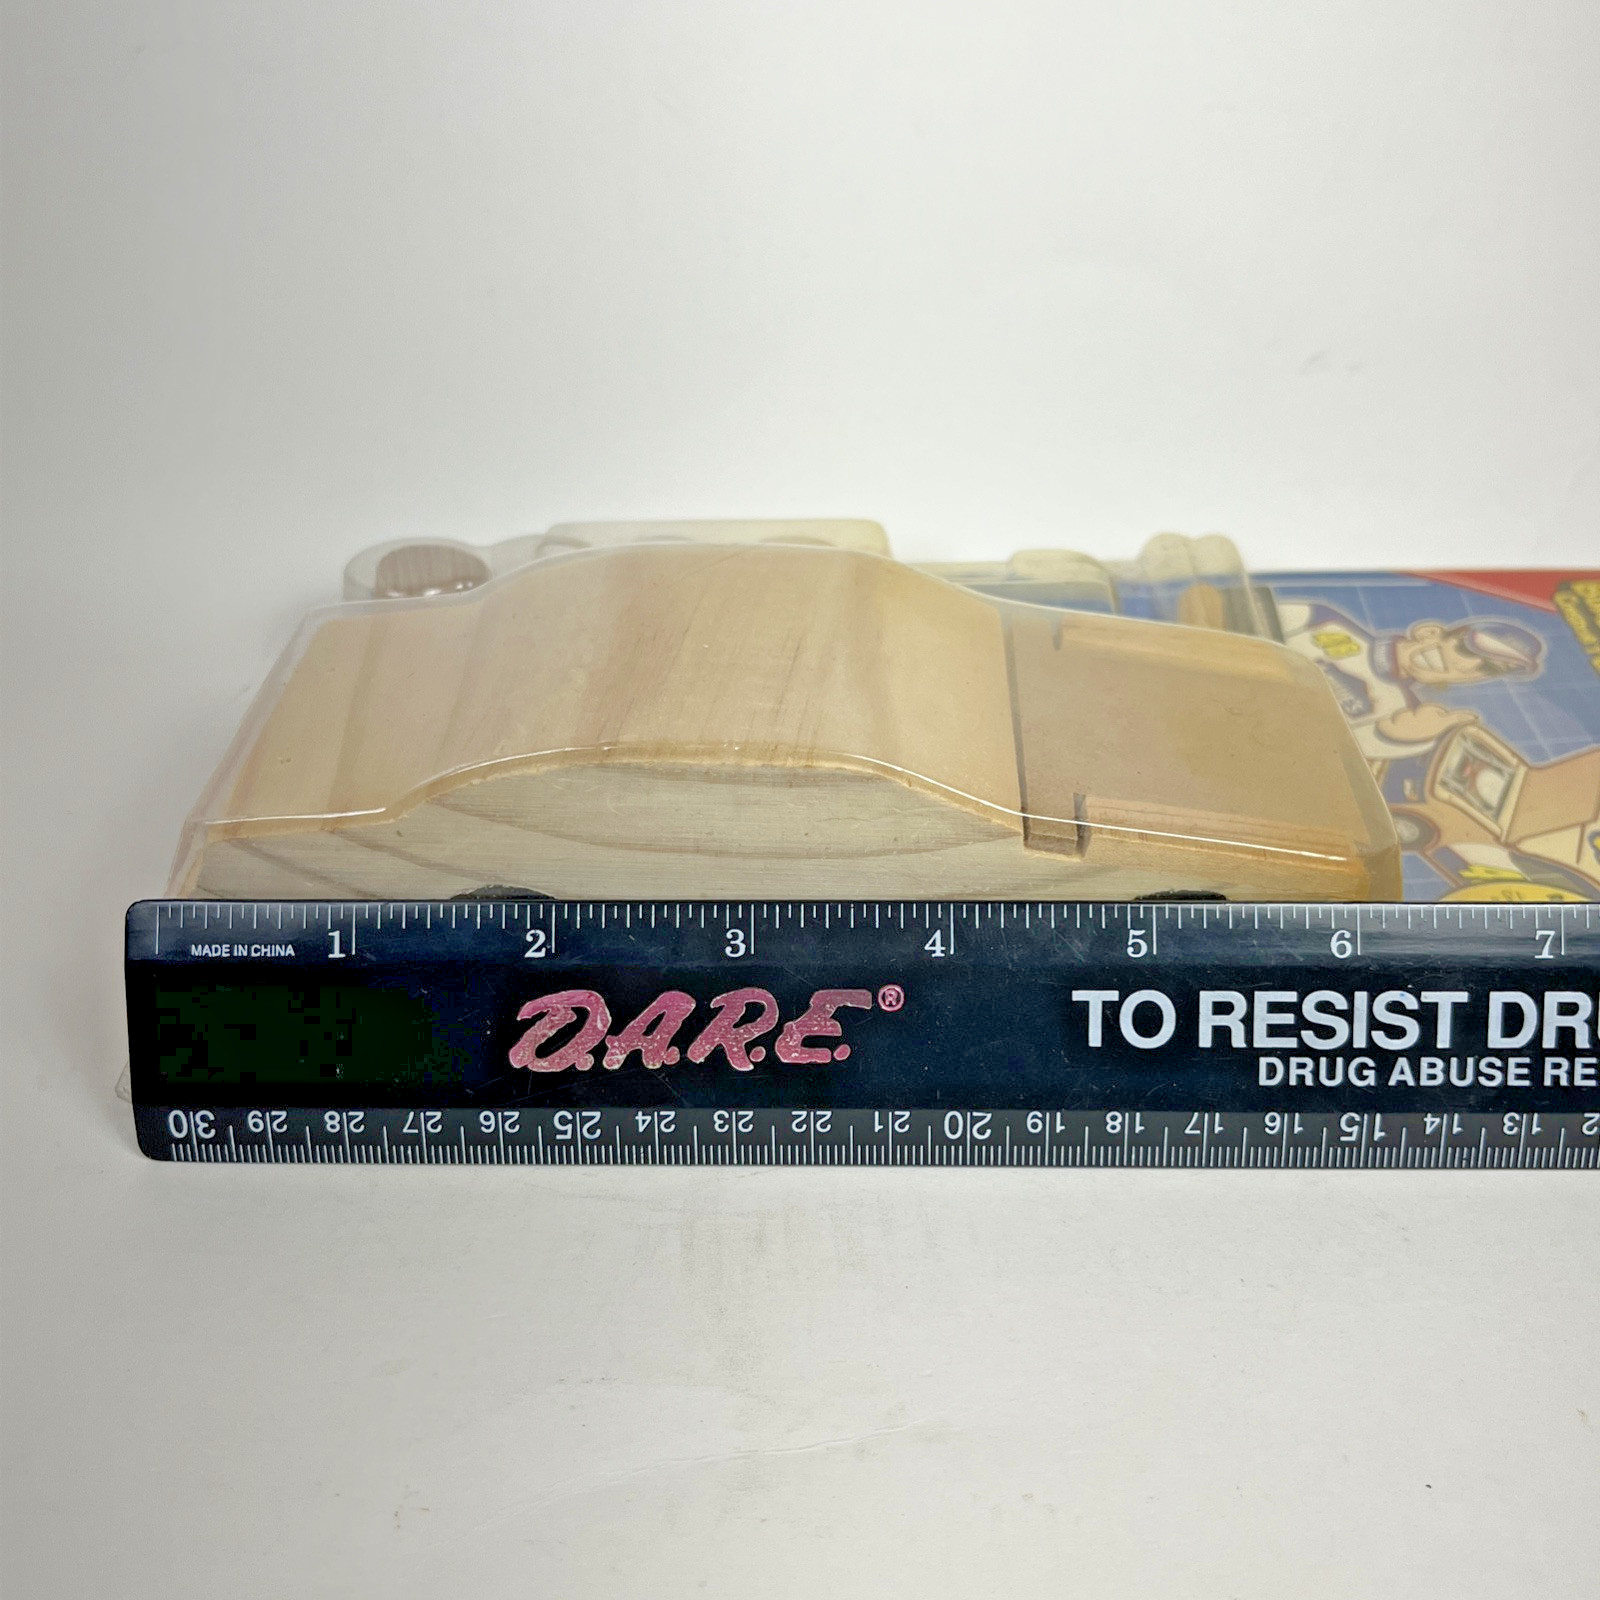 1 2 3 4 5 6 7
MADE IN CHINA
D.A.R.E.®
TO RESIST DRU
DRUG ABUSE RE
30 29 28 27 26 25 24 23 22 21 20 19 18 17 16 15 14 13